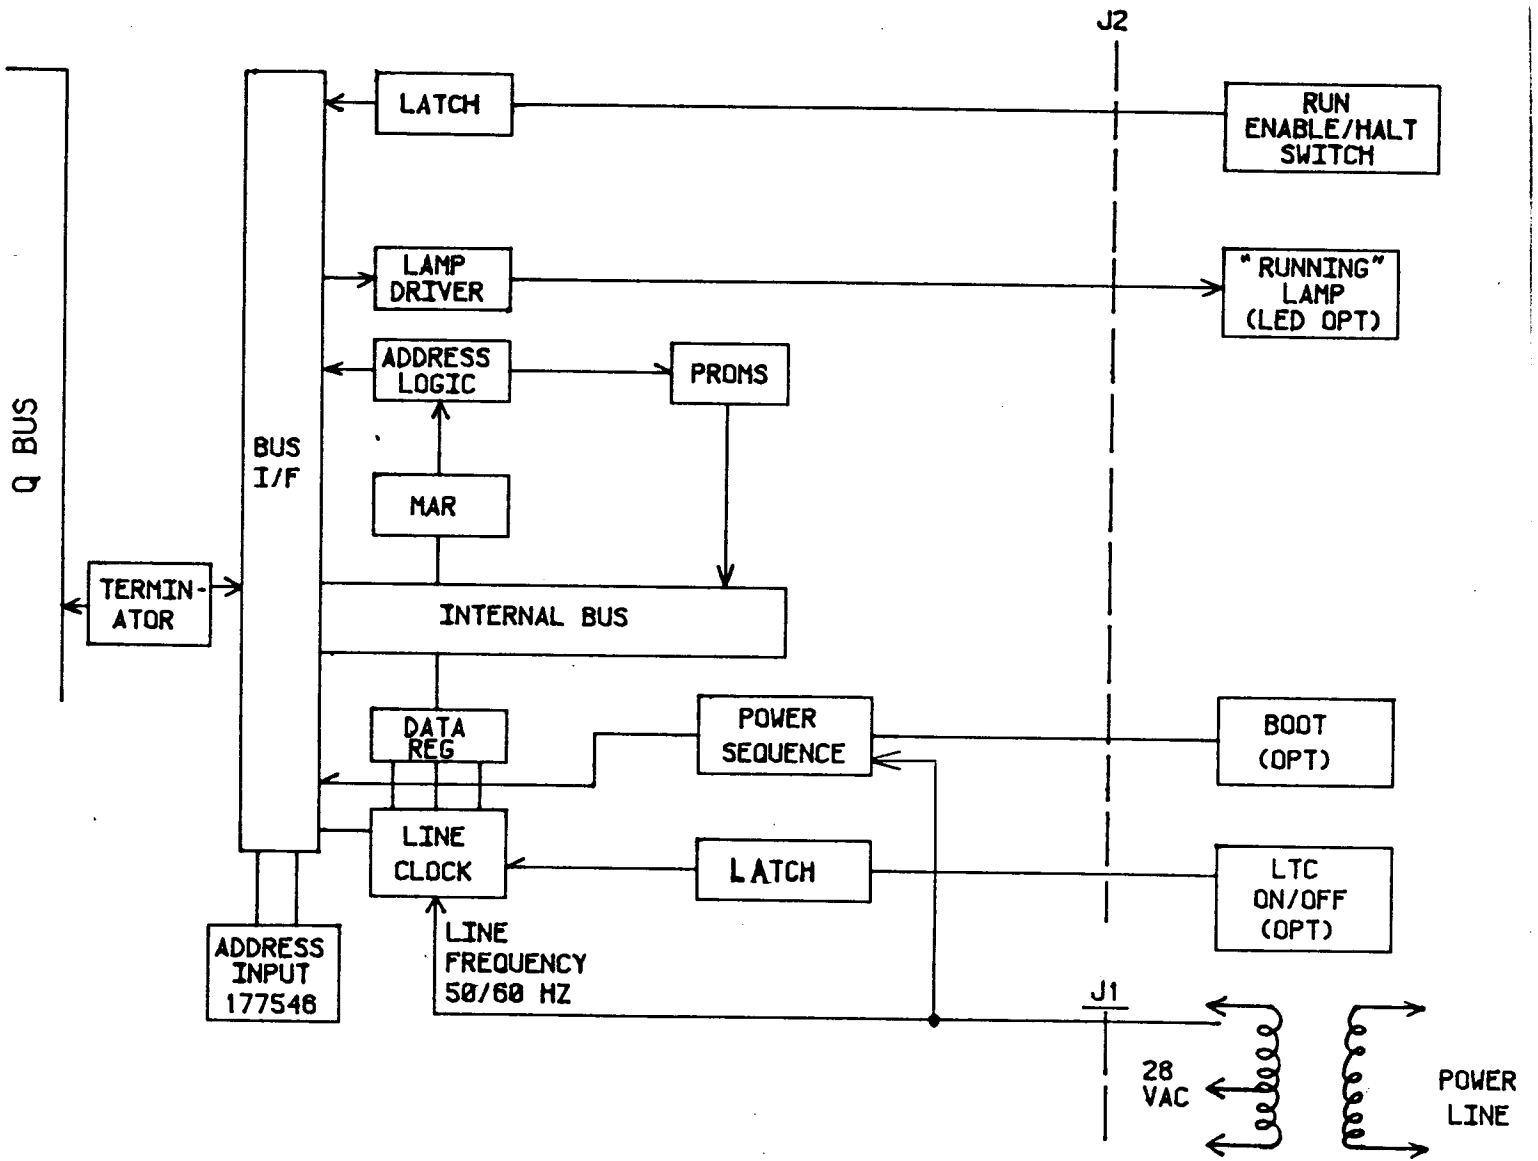 J2
LATCH
RUN
ENABLE/HALT
SWITCH
LAMP
DRIVER
"RUNNING"
LAMP
(LED OPT)
ADDRESS
LOGIC
PROMS
Q BUS
BUS
I/F
MAR
TERMIN-
ATOR
INTERNAL BUS
DATA
REG
POWER
SEQUENCE
BOOT
(OPT)
LINE
CLOCK
LATCH
LTC
ON/OFF
(OPT)
ADDRESS
INPUT
177546
LINE
FREQUENCY
50/60 HZ
J1
28
VAC
POWER
LINE